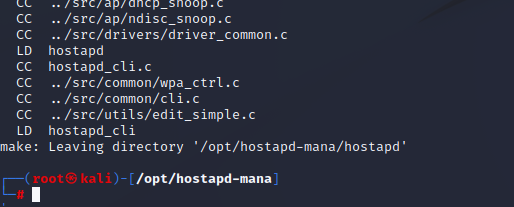 CC ../src/ap/dhcp_snoop.c
CC ../src/ap/ndisc_snoop.c
CC ../src/drivers/driver_common.c
LD hostapd
CC hostapd_cli.c
CC ../src/common/wpa_ctrl.c
CC ../src/common/cli.c
CC ../src/utils/edit_simple.c
LD hostapd_cli
make: Leaving directory '/opt/hostapd-mana/hostapd'
┌──(root㉿kali)-[/opt/hostapd-mana]
└─#